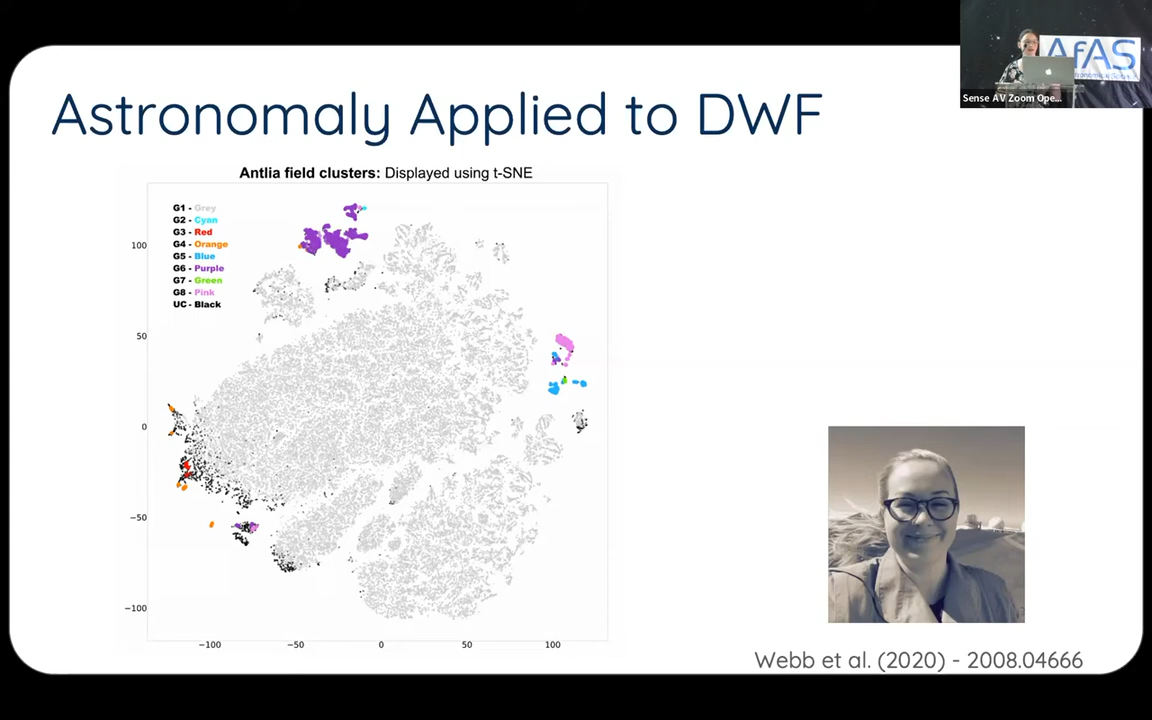 AfAS
Sense AV Zoom Ope...
Astronomaly Applied to DWF
Antlia field clusters: Displayed using t-SNE
G1 - Grey
G2 - Cyan
G3 - Red
G4 - Orange
G5 - Blue
G6 - Purple
G7 - Green
G8 - Pink
UC - Black
100
50
0
−50
−100
−100 −50 0 50 100
Webb et al. (2020) - 2008.04666